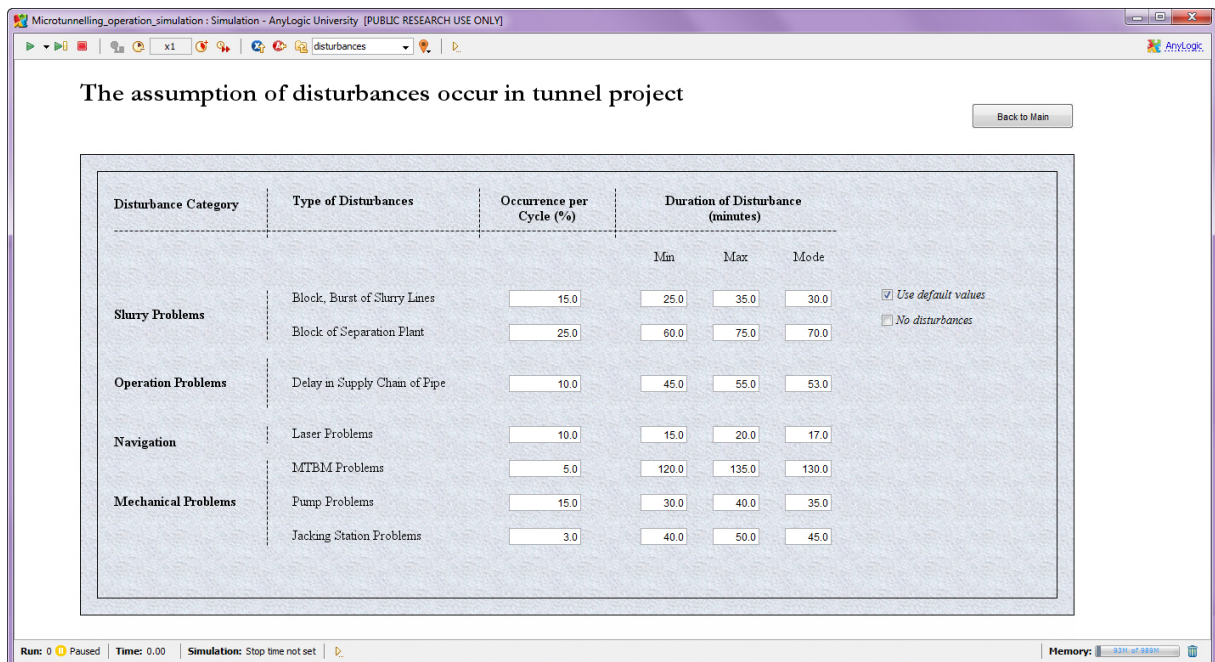 Microtunnelling_operation_simulation : Simulation - AnyLogic University [PUBLIC RESEARCH USE ONLY]
x1 disturbances AnyLogic
The assumption of disturbances occur in tunnel project
Back to Main
Disturbance Category Type of Disturbances Occurrence per Cycle (%) Duration of Disturbance (minutes)
Min Max Mode
Block, Burst of Slurry Lines 15.0 25.0 35.0 30.0 Use default values
Slurry Problems
No disturbances
Block of Separation Plant 25.0 60.0 75.0 70.0
Operation Problems Delay in Supply Chain of Pipe 10.0 45.0 55.0 53.0
Laser Problems 10.0 15.0 20.0 17.0
Navigation
MTBM Problems 5.0 120.0 135.0 130.0
Mechanical Problems Pump Problems 15.0 30.0 40.0 35.0
Jacking Station Problems 3.0 40.0 50.0 45.0
Run: 0 Paused Time: 0.00 Simulation: Stop time not set Memory: 93M of 989M